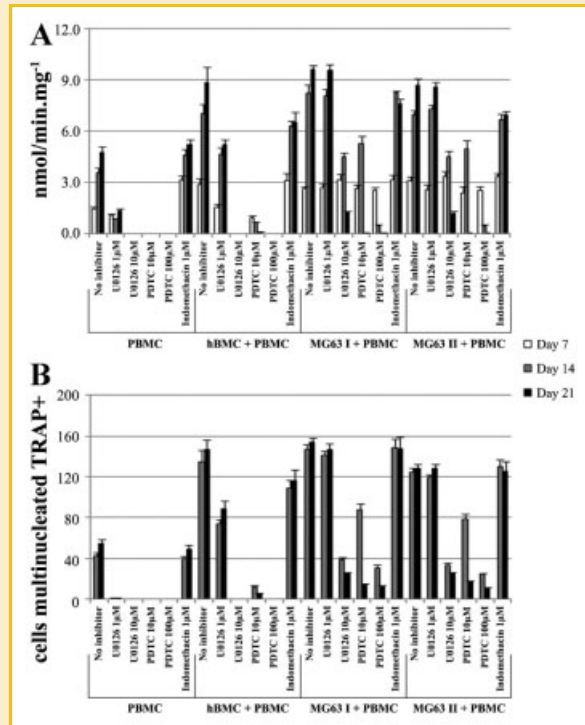 A
12.0
9.0
6.0
3.0
0.0
nmol/min.mg⁻¹
No inhibitor
U0126 1µM
U0126 10µM
PDTC 10µM
PDTC 100µM
Indomethacin 1µM
No inhibitor
U0126 1µM
U0126 10µM
PDTC 10µM
PDTC 100µM
Indomethacin 1µM
No inhibitor
U0126 1µM
U0126 10µM
PDTC 10µM
PDTC 100µM
Indomethacin 1µM
No inhibitor
U0126 1µM
U0126 10µM
PDTC 10µM
PDTC 100µM
Indomethacin 1µM
PBMC hBMC + PBMC MG63 I + PBMC MG63 II + PBMC
Day 7
Day 14
Day 21
B
200
160
120
80
40
0
cells multinucleated TRAP+
No inhibitor
U0126 1µM
U0126 10µM
PDTC 10µM
PDTC 100µM
Indomethacin 1µM
No inhibitor
U0126 1µM
U0126 10µM
PDTC 10µM
PDTC 100µM
Indomethacin 1µM
No inhibitor
U0126 1µM
U0126 10µM
PDTC 10µM
PDTC 100µM
Indomethacin 1µM
No inhibitor
U0126 1µM
U0126 10µM
PDTC 10µM
PDTC 100µM
Indomethacin 1µM
PBMC hBMC + PBMC MG63 I + PBMC MG63 II + PBMC